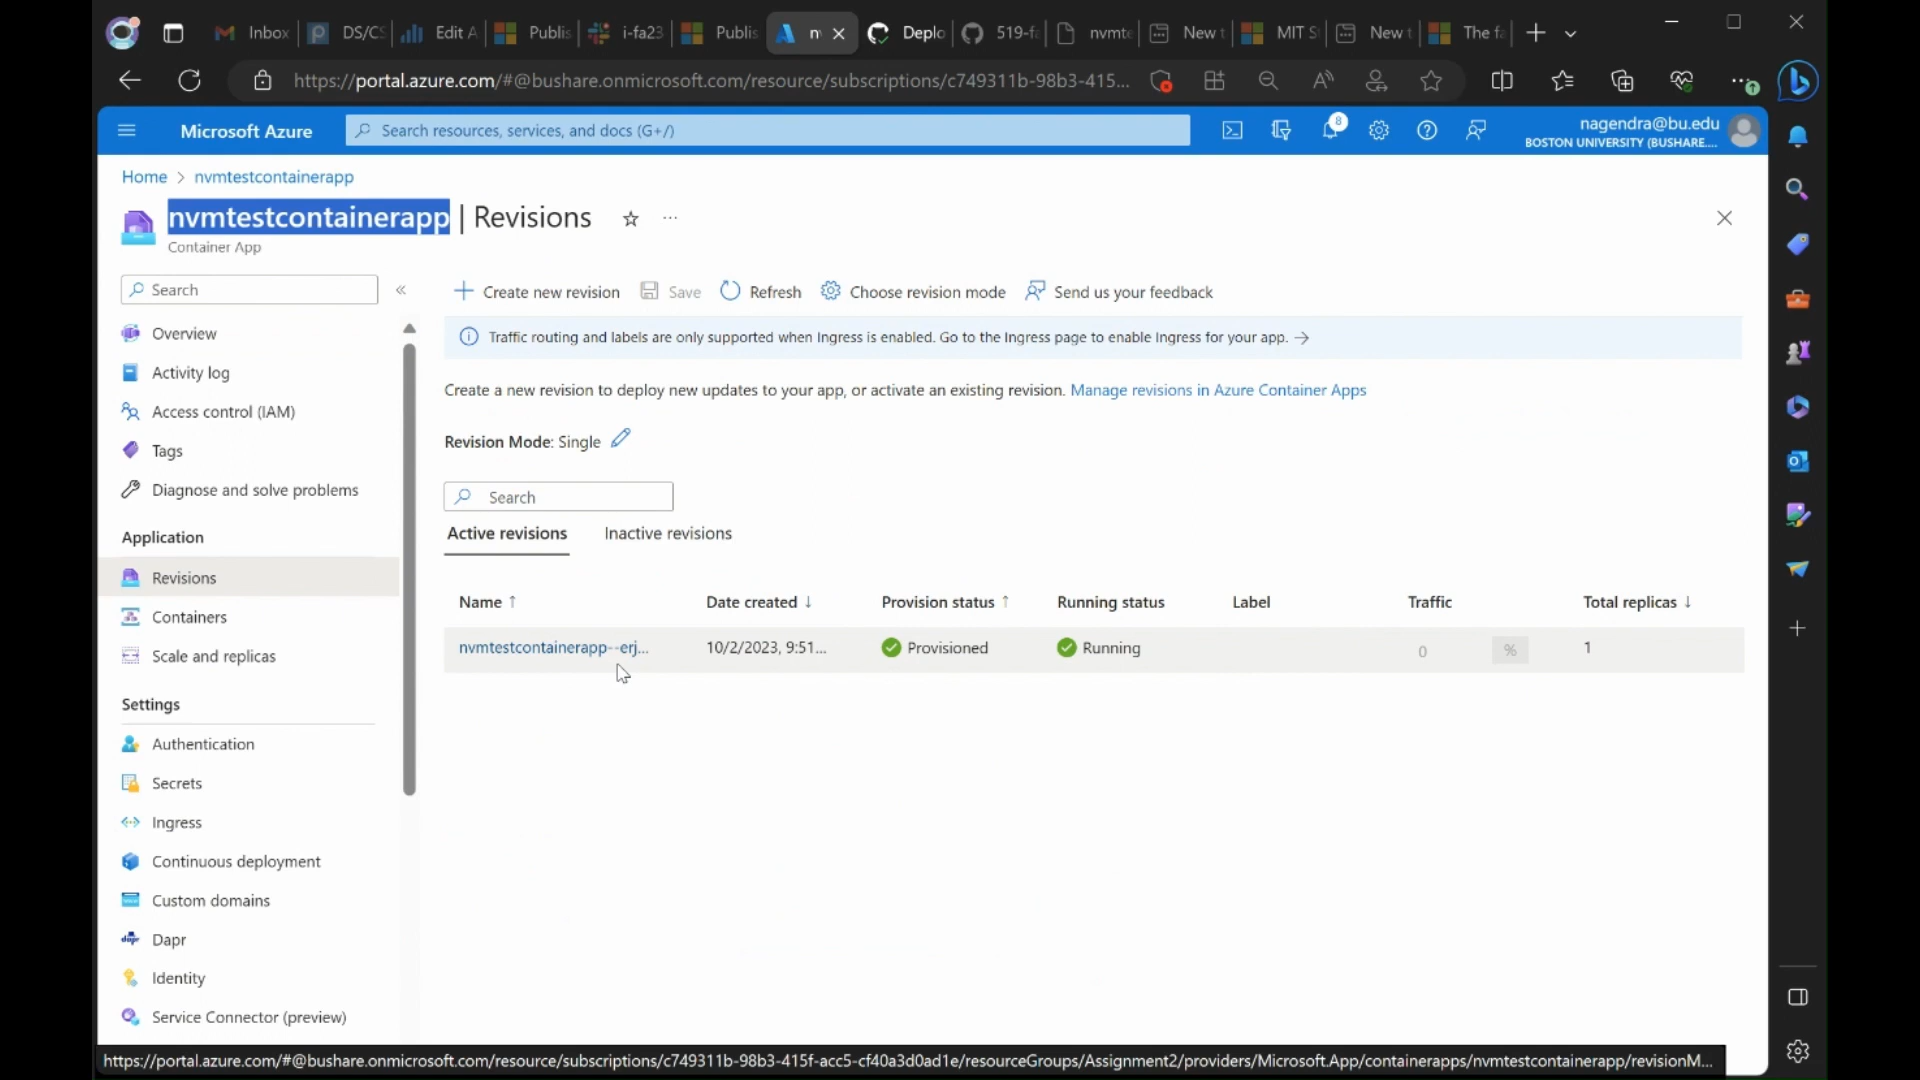 Inbox
DS/CS
Edit A
Publis
i-fa23
Publis
Deplo
519-fa
nvmte
New t
MIT S
New t
The fa
https://portal.azure.com/#@bushare.onmicrosoft.com/resource/subscriptions/c749311b-98b3-415...
Microsoft Azure
Search resources, services, and docs (G+/)
8
nagendra@bu.edu
BOSTON UNIVERSITY (BUSHARE....
Home > nvmtestcontainerapp
nvmtestcontainerapp | Revisions
Container App
Search
Overview
Activity log
Access control (IAM)
Tags
Diagnose and solve problems
Application
Revisions
Containers
Scale and replicas
Settings
Authentication
Secrets
Ingress
Continuous deployment
Custom domains
Dapr
Identity
Service Connector (preview)
Create new revision
Save
Refresh
Choose revision mode
Send us your feedback
Traffic routing and labels are only supported when Ingress is enabled. Go to the Ingress page to enable Ingress for your app. →
Create a new revision to deploy new updates to your app, or activate an existing revision. Manage revisions in Azure Container Apps
Revision Mode: Single
Search
Active revisions
Inactive revisions
Name ↑ Date created ↓ Provision status ↑ Running status Label Traffic Total replicas ↓
nvmtestcontainerapp--erj... 10/2/2023, 9:51... Provisioned Running 0 % 1
https://portal.azure.com/#@bushare.onmicrosoft.com/resource/subscriptions/c749311b-98b3-415f-acc5-cf40a3d0ad1e/resourceGroups/Assignment2/providers/Microsoft.App/containerapps/nvmtestcontainerapp/revisionM...